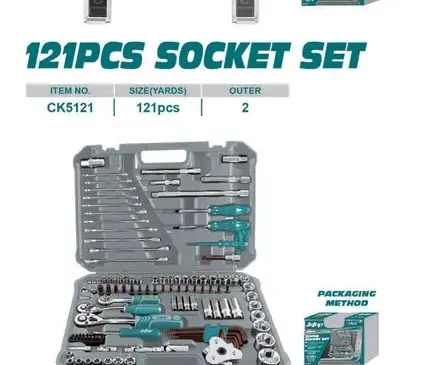 121PCS SOCKET SET
ITEM NO. SIZE(YARDS) OUTER
CK5121 121pcs 2
PACKAGING
METHOD
SOCKET SET